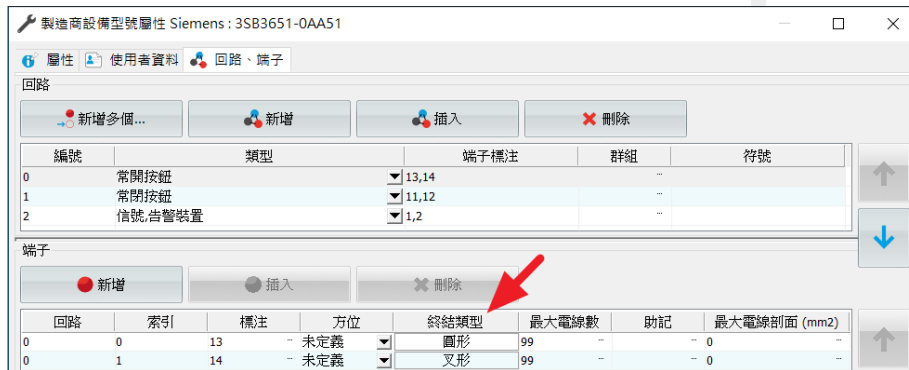 製造商設備型號屬性 Siemens : 3SB3651-0AA51
屬性 使用者資料 回路、端子
回路
新增多個... 新增 插入 刪除
編號 類型 端子標注 群組 符號
0 常開按鈕 13,14 ...
1 常閉按鈕 11,12 ...
2 信號,告警裝置 1,2 ...
端子
新增 插入 刪除
回路 索引 標注 方位 終結類型 最大電線數 助記 最大電線剖面 (mm2)
0 0 13 ... 未定義 圓形 99 ... ... 0 ...
0 1 14 ... 未定義 叉形 99 ... ... 0 ...